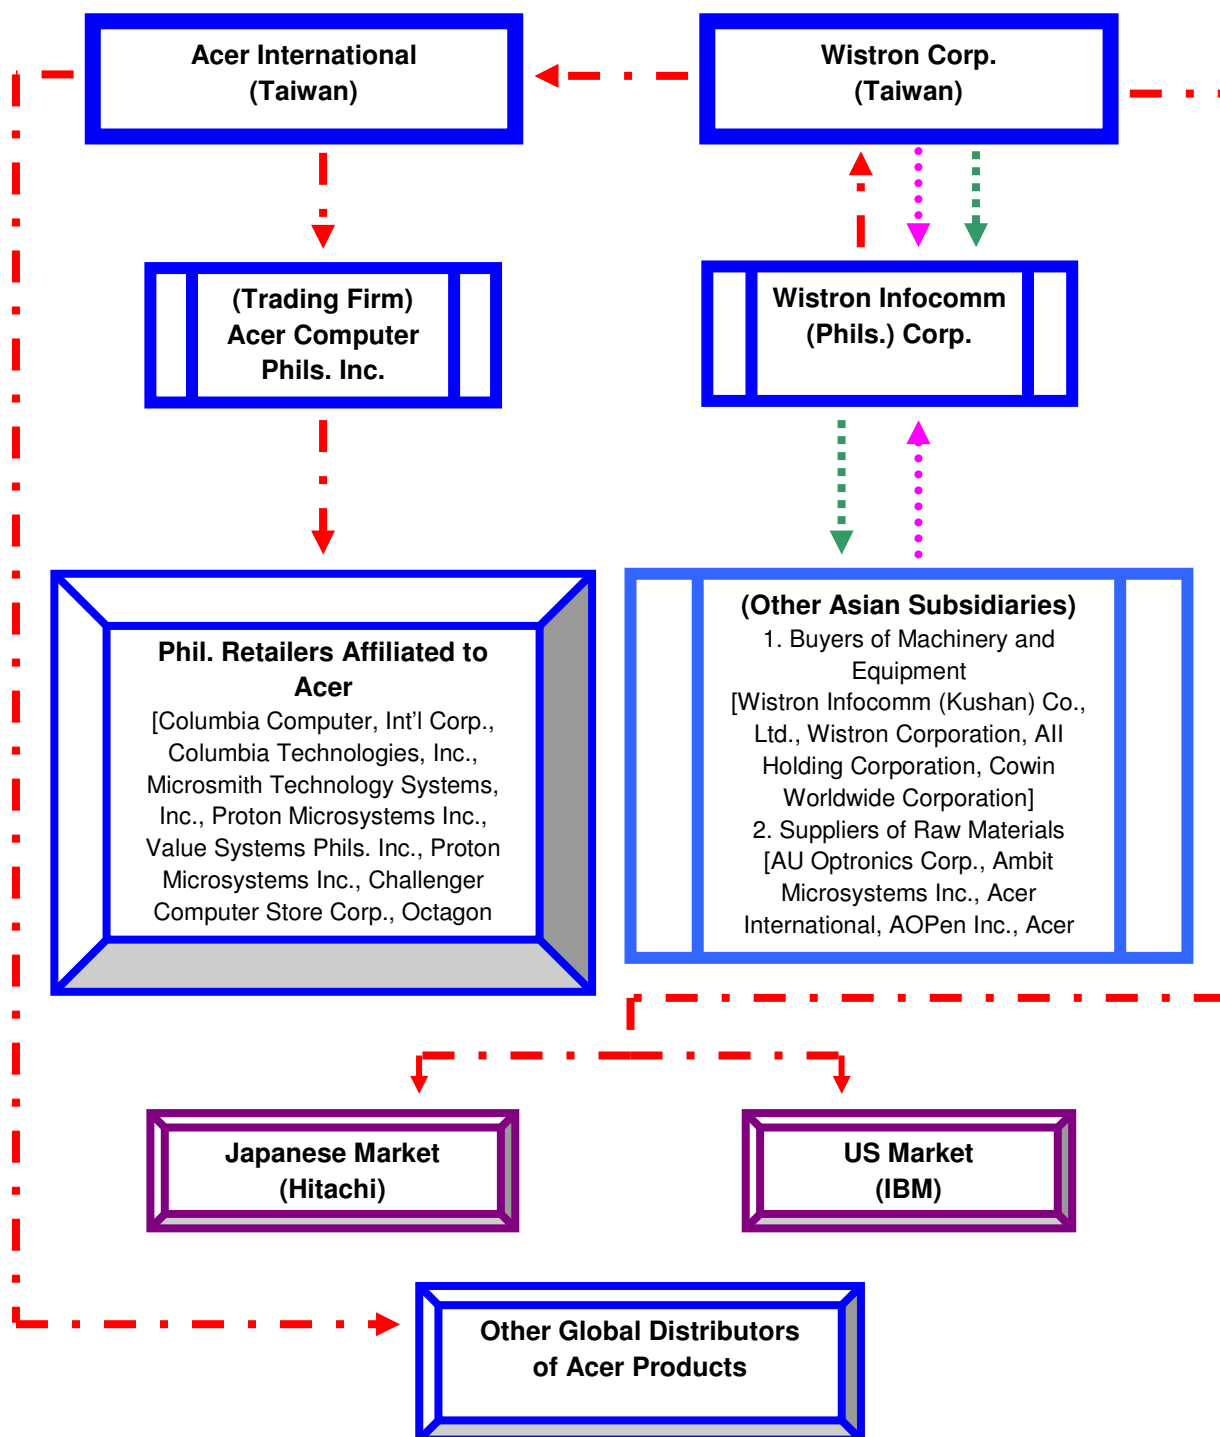 Acer International
(Taiwan)
Wistron Corp.
(Taiwan)
(Trading Firm)
Acer Computer
Phils. Inc.
Wistron Infocomm
(Phils.) Corp.
Phil. Retailers Affiliated to
Acer
[Columbia Computer, Int’l Corp.,
Columbia Technologies, Inc.,
Microsmith Technology Systems,
Inc., Proton Microsystems Inc.,
Value Systems Phils. Inc., Proton
Microsystems Inc., Challenger
Computer Store Corp., Octagon
(Other Asian Subsidiaries)
1. Buyers of Machinery and
Equipment
[Wistron Infocomm (Kushan) Co.,
Ltd., Wistron Corporation, AII
Holding Corporation, Cowin
Worldwide Corporation]
2. Suppliers of Raw Materials
[AU Optronics Corp., Ambit
Microsystems Inc., Acer
International, AOPen Inc., Acer
Japanese Market
(Hitachi)
US Market
(IBM)
Other Global Distributors
of Acer Products